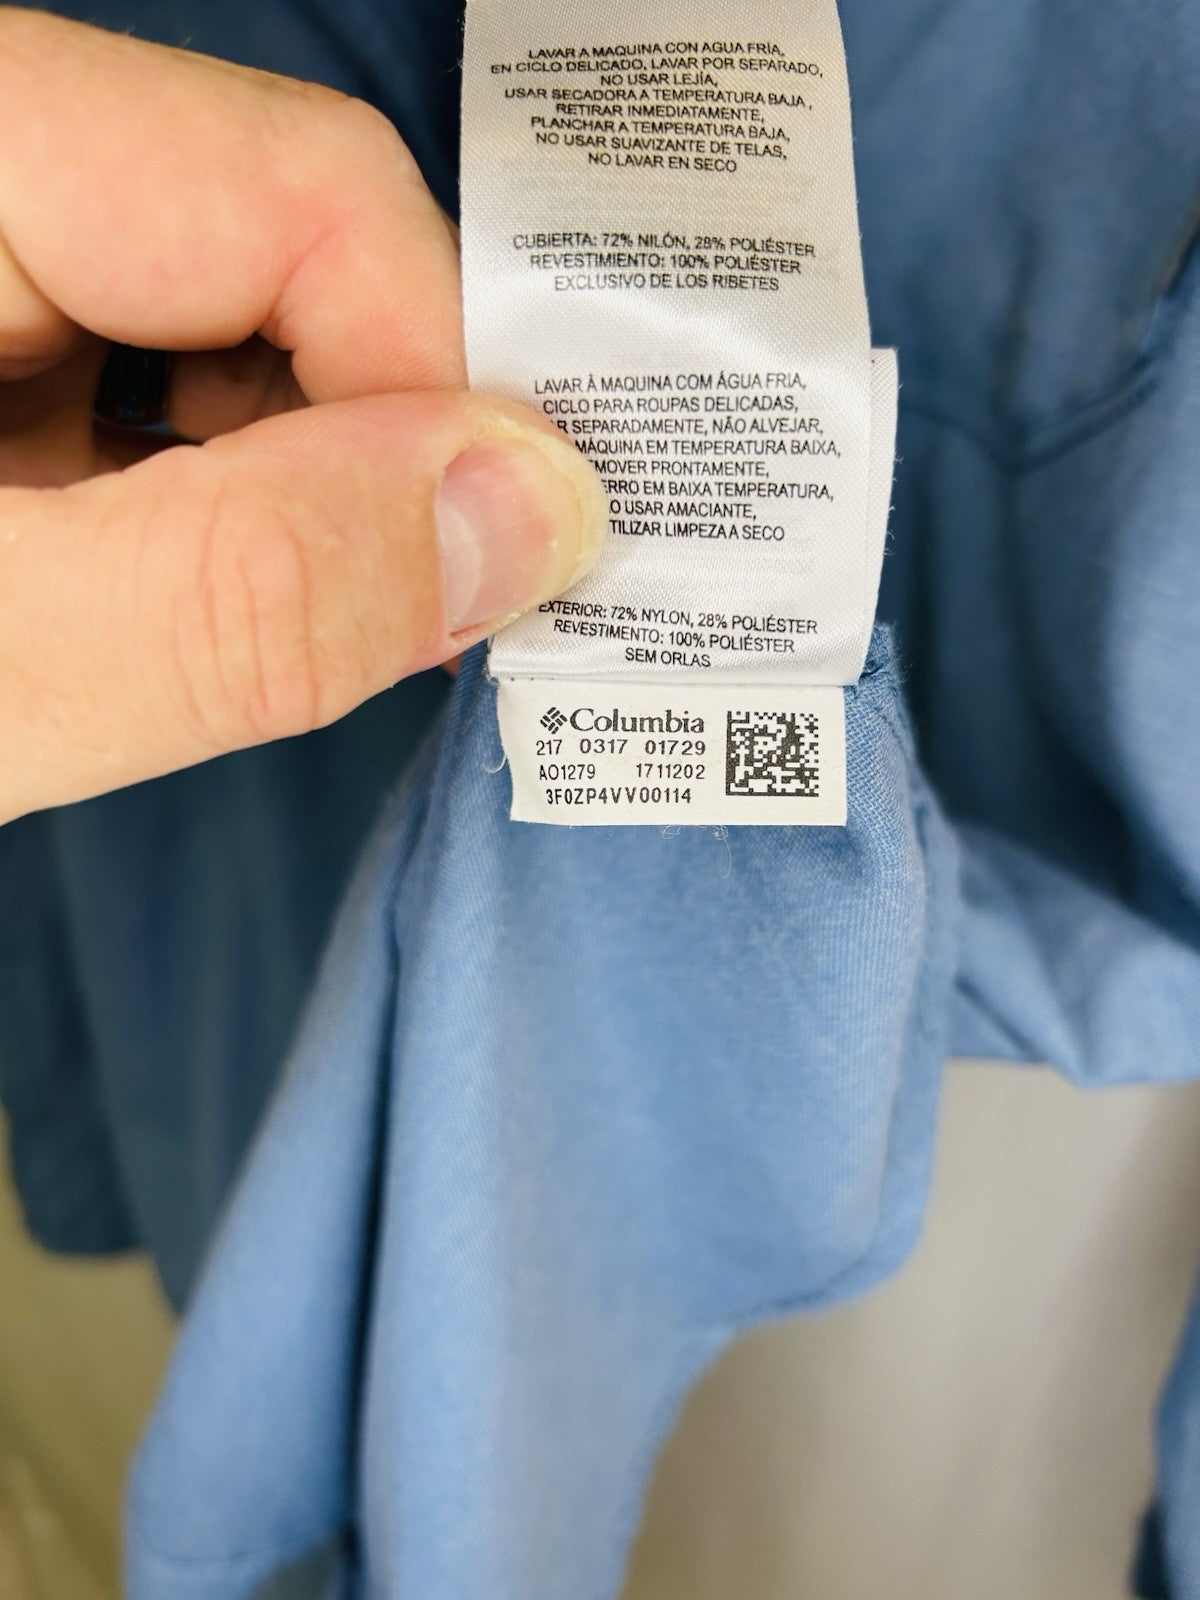 LAVAR A MAQUINA CON AGUA FRÍA,
EN CICLO DELICADO, LAVAR POR SEPARADO,
NO USAR LEJÍA,
USAR SECADORA A TEMPERATURA BAJA,
RETIRAR INMEDIATAMENTE,
PLANCHAR A TEMPERATURA BAJA,
NO USAR SUAVIZANTE DE TELAS,
NO LAVAR EN SECO
CUBIERTA: 72% NILÓN, 28% POLIÉSTER
REVESTIMIENTO: 100% POLIÉSTER
EXCLUSIVO DE LOS RIBETES
LAVAR À MAQUINA COM ÁGUA FRIA,
CICLO PARA ROUPAS DELICADAS,
R SEPARADAMENTE, NÃO ALVEJAR,
MÁQUINA EM TEMPERATURA BAIXA,
MOVER PRONTAMENTE,
ERRO EM BAIXA TEMPERATURA,
O USAR AMACIANTE,
TILIZAR LIMPEZA A SECO
EXTERIOR: 72% NYLON, 28% POLIÉSTER
REVESTIMENTO: 100% POLIÉSTER
SEM ORLAS
Columbia
217 0317 01729
AO1279 1711202
3F0ZP4VV00114